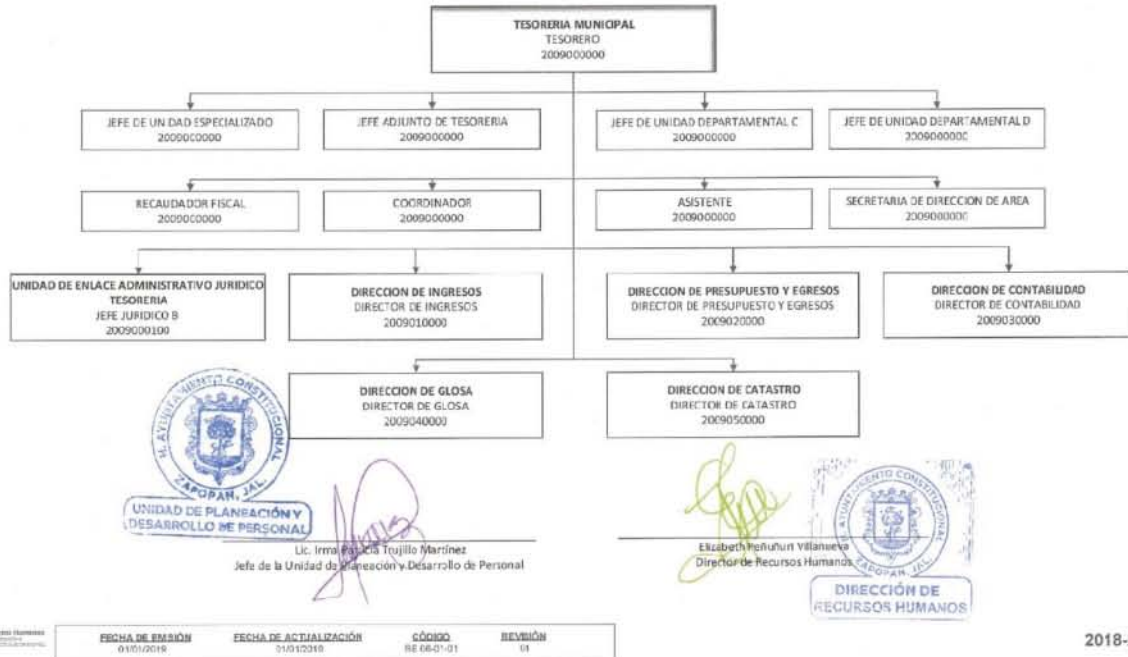 TESORERIA MUNICIPAL
TESORERO
2009000000
JEFE DE UNIDAD ESPECIALIZADO
2009000000
JEFE ADJUNTO DE TESORERIA
2009000000
JEFE DE UNIDAD DEPARTAMENTAL C
2009000000
JEFE DE UNIDAD DEPARTAMENTAL D
2009000000
RECAUDADOR FISCAL
2009000000
COORDINADOR
2009000000
ASISTENTE
2009000000
SECRETARIA DE DIRECCION DE AREA
2009000000
UNIDAD DE ENLACE ADMINISTRATIVO JURIDICO
TESORERIA
JEFE JURIDICO B
2009000100
DIRECCION DE INGRESOS
DIRECTOR DE INGRESOS
2009010000
DIRECCION DE PRESUPUESTO Y EGRESOS
DIRECTOR DE PRESUPUESTO Y EGRESOS
2009020000
DIRECCION DE CONTABILIDAD
DIRECTOR DE CONTABILIDAD
2009030000
DIRECCION DE GLOSA
DIRECTOR DE GLOSA
2009040000
DIRECCION DE CATASTRO
DIRECTOR DE CATASTRO
2009050000
H. AYUNTAMIENTO CONSTITUCIONAL
ZAPOPAN, JAL.
UNIDAD DE PLANEACIÓN Y
DESARROLLO DE PERSONAL
Lic. Irma Patricia Trujillo Martínez
Jefe de la Unidad de Planeación y Desarrollo de Personal
Elizabeth Peñuñuri Villanueva
Director de Recursos Humanos
H. AYUNTAMIENTO CONSTITUCIONAL
ZAPOPAN, JAL.
DIRECCIÓN DE
RECURSOS HUMANOS
FECHA DE EMISIÓN FECHA DE ACTUALIZACIÓN CÓDIGO REVISIÓN
01/01/2019 01/01/2019 RE 06-01-01 01
2018-